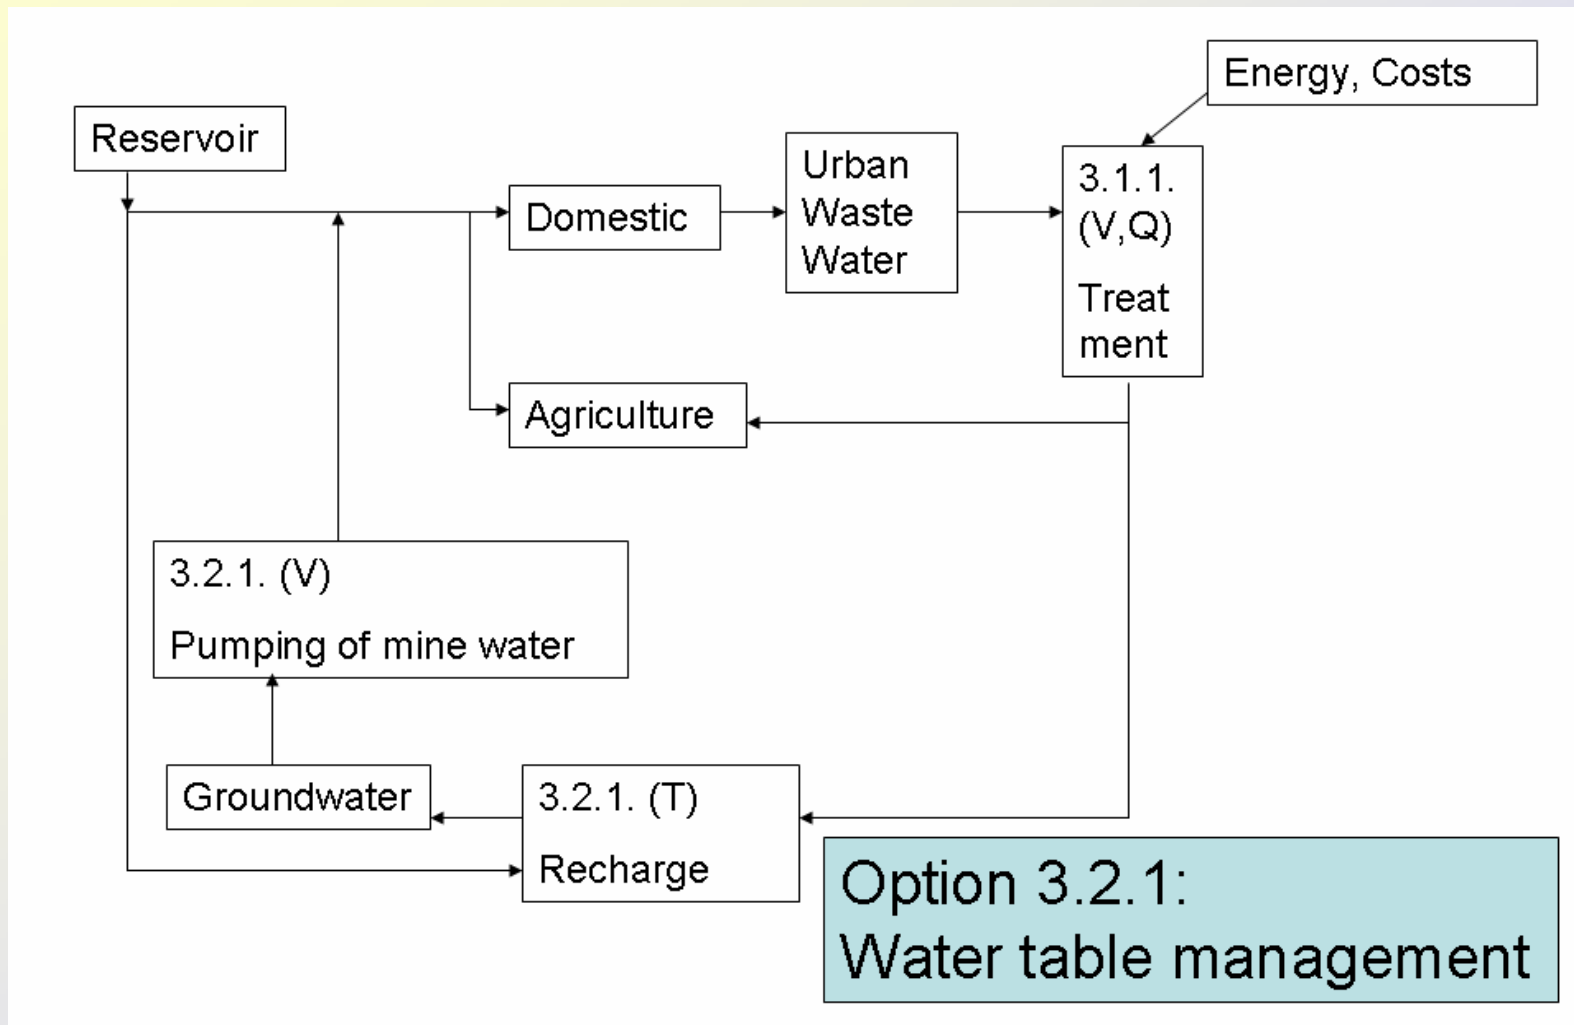 Energy, Costs
Reservoir
Urban
Waste
Water
3.1.1.
(V,Q)
Treat
ment
Domestic
Agriculture
3.2.1. (V)
Pumping of mine water
Groundwater
3.2.1. (T)
Recharge
Option 3.2.1:
Water table management